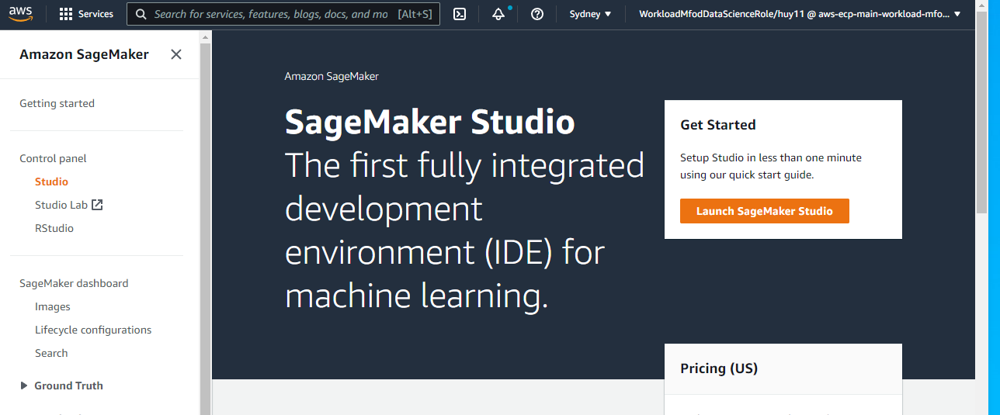 aws
Services
Search for services, features, blogs, docs, and mo [Alt+S]
Sydney
WorkloadMfodDataScienceRole/huy11 @ aws-ecp-main-workload-mfo...
Amazon SageMaker
Getting started
Control panel
Studio
Studio Lab
RStudio
SageMaker dashboard
Images
Lifecycle configurations
Search
Ground Truth
Amazon SageMaker
SageMaker Studio
The first fully integrated
development
environment (IDE) for
machine learning.
Get Started
Setup Studio in less than one minute
using our quick start guide.
Launch SageMaker Studio
Pricing (US)